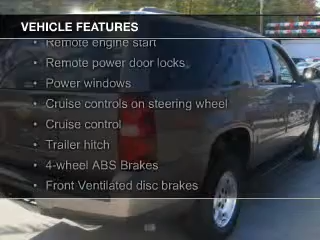 VEHICLE FEATURES
• Remote engine start
• Remote power door locks
• Power windows
• Cruise controls on steering wheel
• Cruise control
• Trailer hitch
• 4-wheel ABS Brakes
• Front Ventilated disc brakes